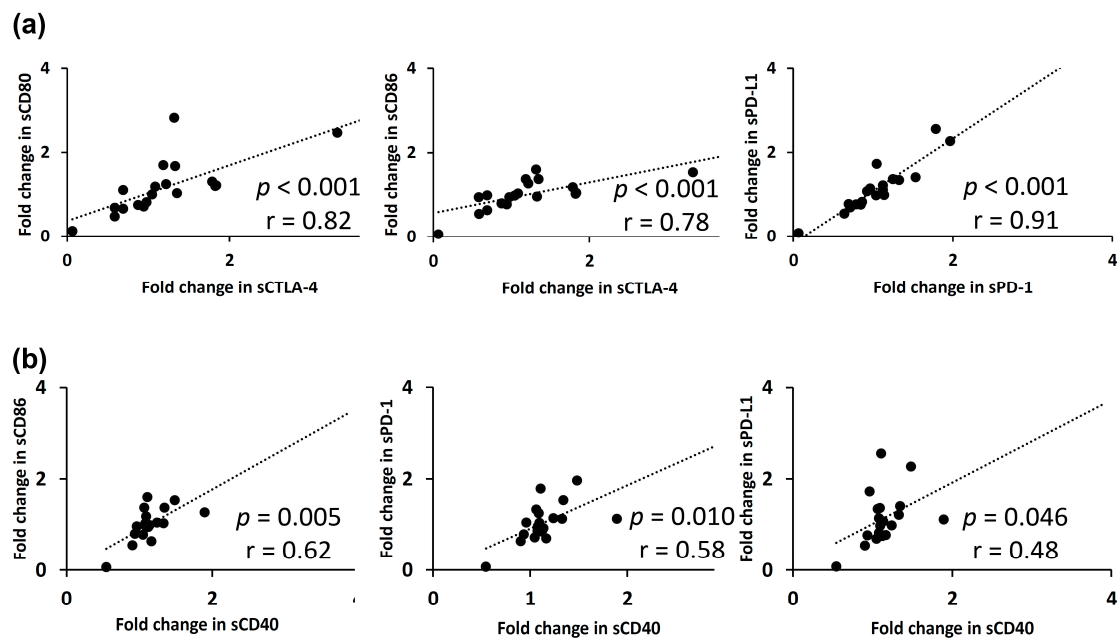 (a)
Fold change in sCD80
4
2
0
0
2
p < 0.001
r = 0.82
Fold change in sCTLA-4
Fold change in sCD86
4
2
0
0
2
p < 0.001
r = 0.78
Fold change in sCTLA-4
Fold change in sPD-L1
4
2
0
0
2
4
p < 0.001
r = 0.91
Fold change in sPD-1
(b)
Fold change in sCD86
4
2
0
0
2
p = 0.005
r = 0.62
Fold change in sCD40
Fold change in sPD-1
4
2
0
0
1
2
p = 0.010
r = 0.58
Fold change in sCD40
Fold change in sPD-L1
4
2
0
0
2
4
p = 0.046
r = 0.48
Fold change in sCD40